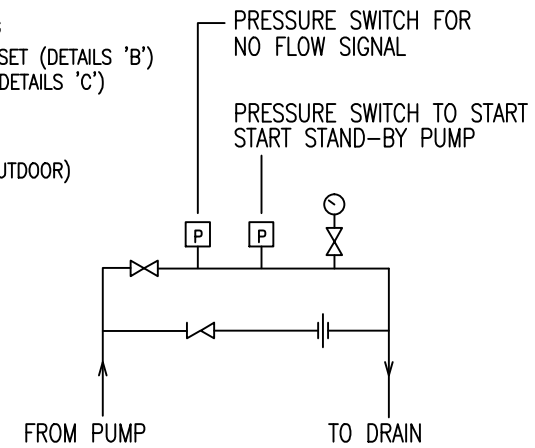 SET (DETAILS 'B')
DETAILS 'C')
UTDOOR)
PRESSURE SWITCH FOR
NO FLOW SIGNAL
PRESSURE SWITCH TO START
START STAND-BY PUMP
P
P
FROM PUMP
TO DRAIN